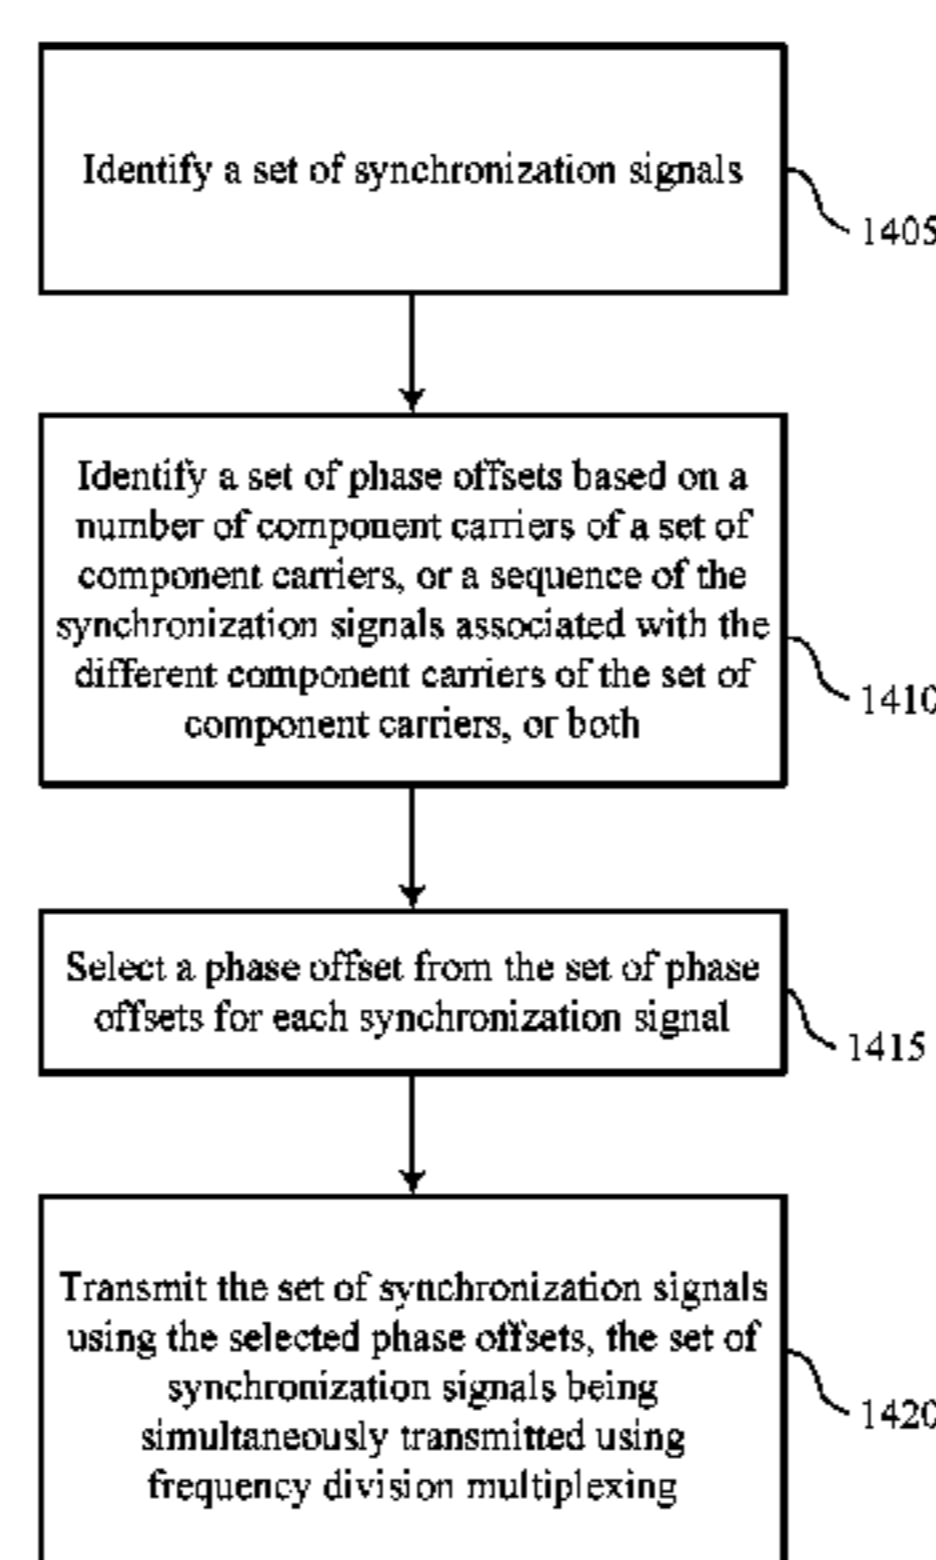 Identify a set of synchronization signals
1405
Identify a set of phase offsets based on a
number of component carriers of a set of
component carriers, or a sequence of the
synchronization signals associated with the
different component carriers of the set of
component carriers, or both
1410
Select a phase offset from the set of phase
offsets for each synchronization signal
1415
Transmit the set of synchronization signals
using the selected phase offsets, the set of
synchronization signals being
simultaneously transmitted using
frequency division multiplexing
1420